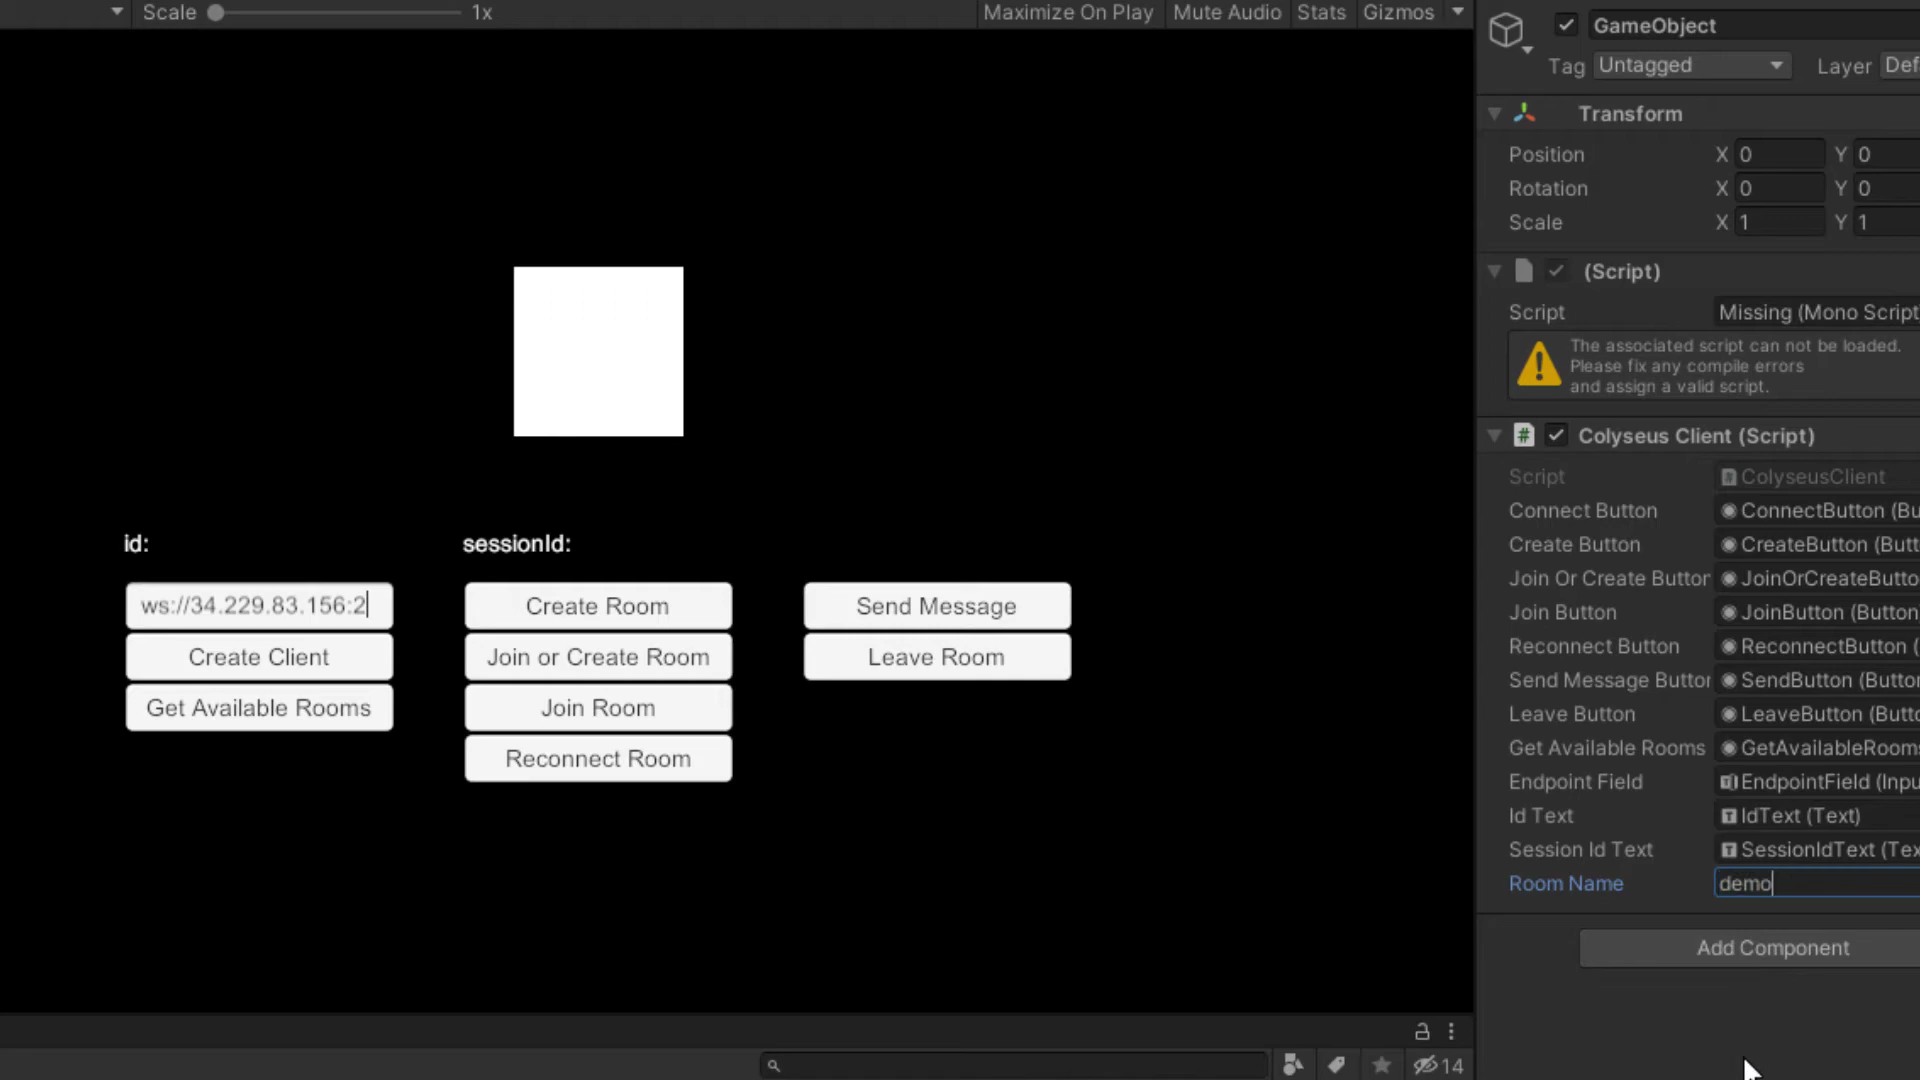 Scale 1x Maximize On Play Mute Audio Stats Gizmos
id: sessionId:
ws://34.229.83.156:2 Create Room Send Message
Create Client Join or Create Room Leave Room
Get Available Rooms Join Room
Reconnect Room
14
GameObject
Tag Untagged Layer Def
Transform
Position X 0 Y 0
Rotation X 0 Y 0
Scale X 1 Y 1
(Script)
Script Missing (Mono Script
The associated script can not be loaded.
Please fix any compile errors
and assign a valid script.
# Colyseus Client (Script)
Script ColyseusClient
Connect Button ConnectButton (Bu
Create Button CreateButton (Butt
Join Or Create Button JoinOrCreateButto
Join Button JoinButton (Button
Reconnect Button ReconnectButton (
Send Message Button SendButton (Button
Leave Button LeaveButton (Butto
Get Available Rooms GetAvailableRooms
Endpoint Field EndpointField (Inpu
Id Text IdText (Text)
Session Id Text SessionIdText (Tex
Room Name demo
Add Component